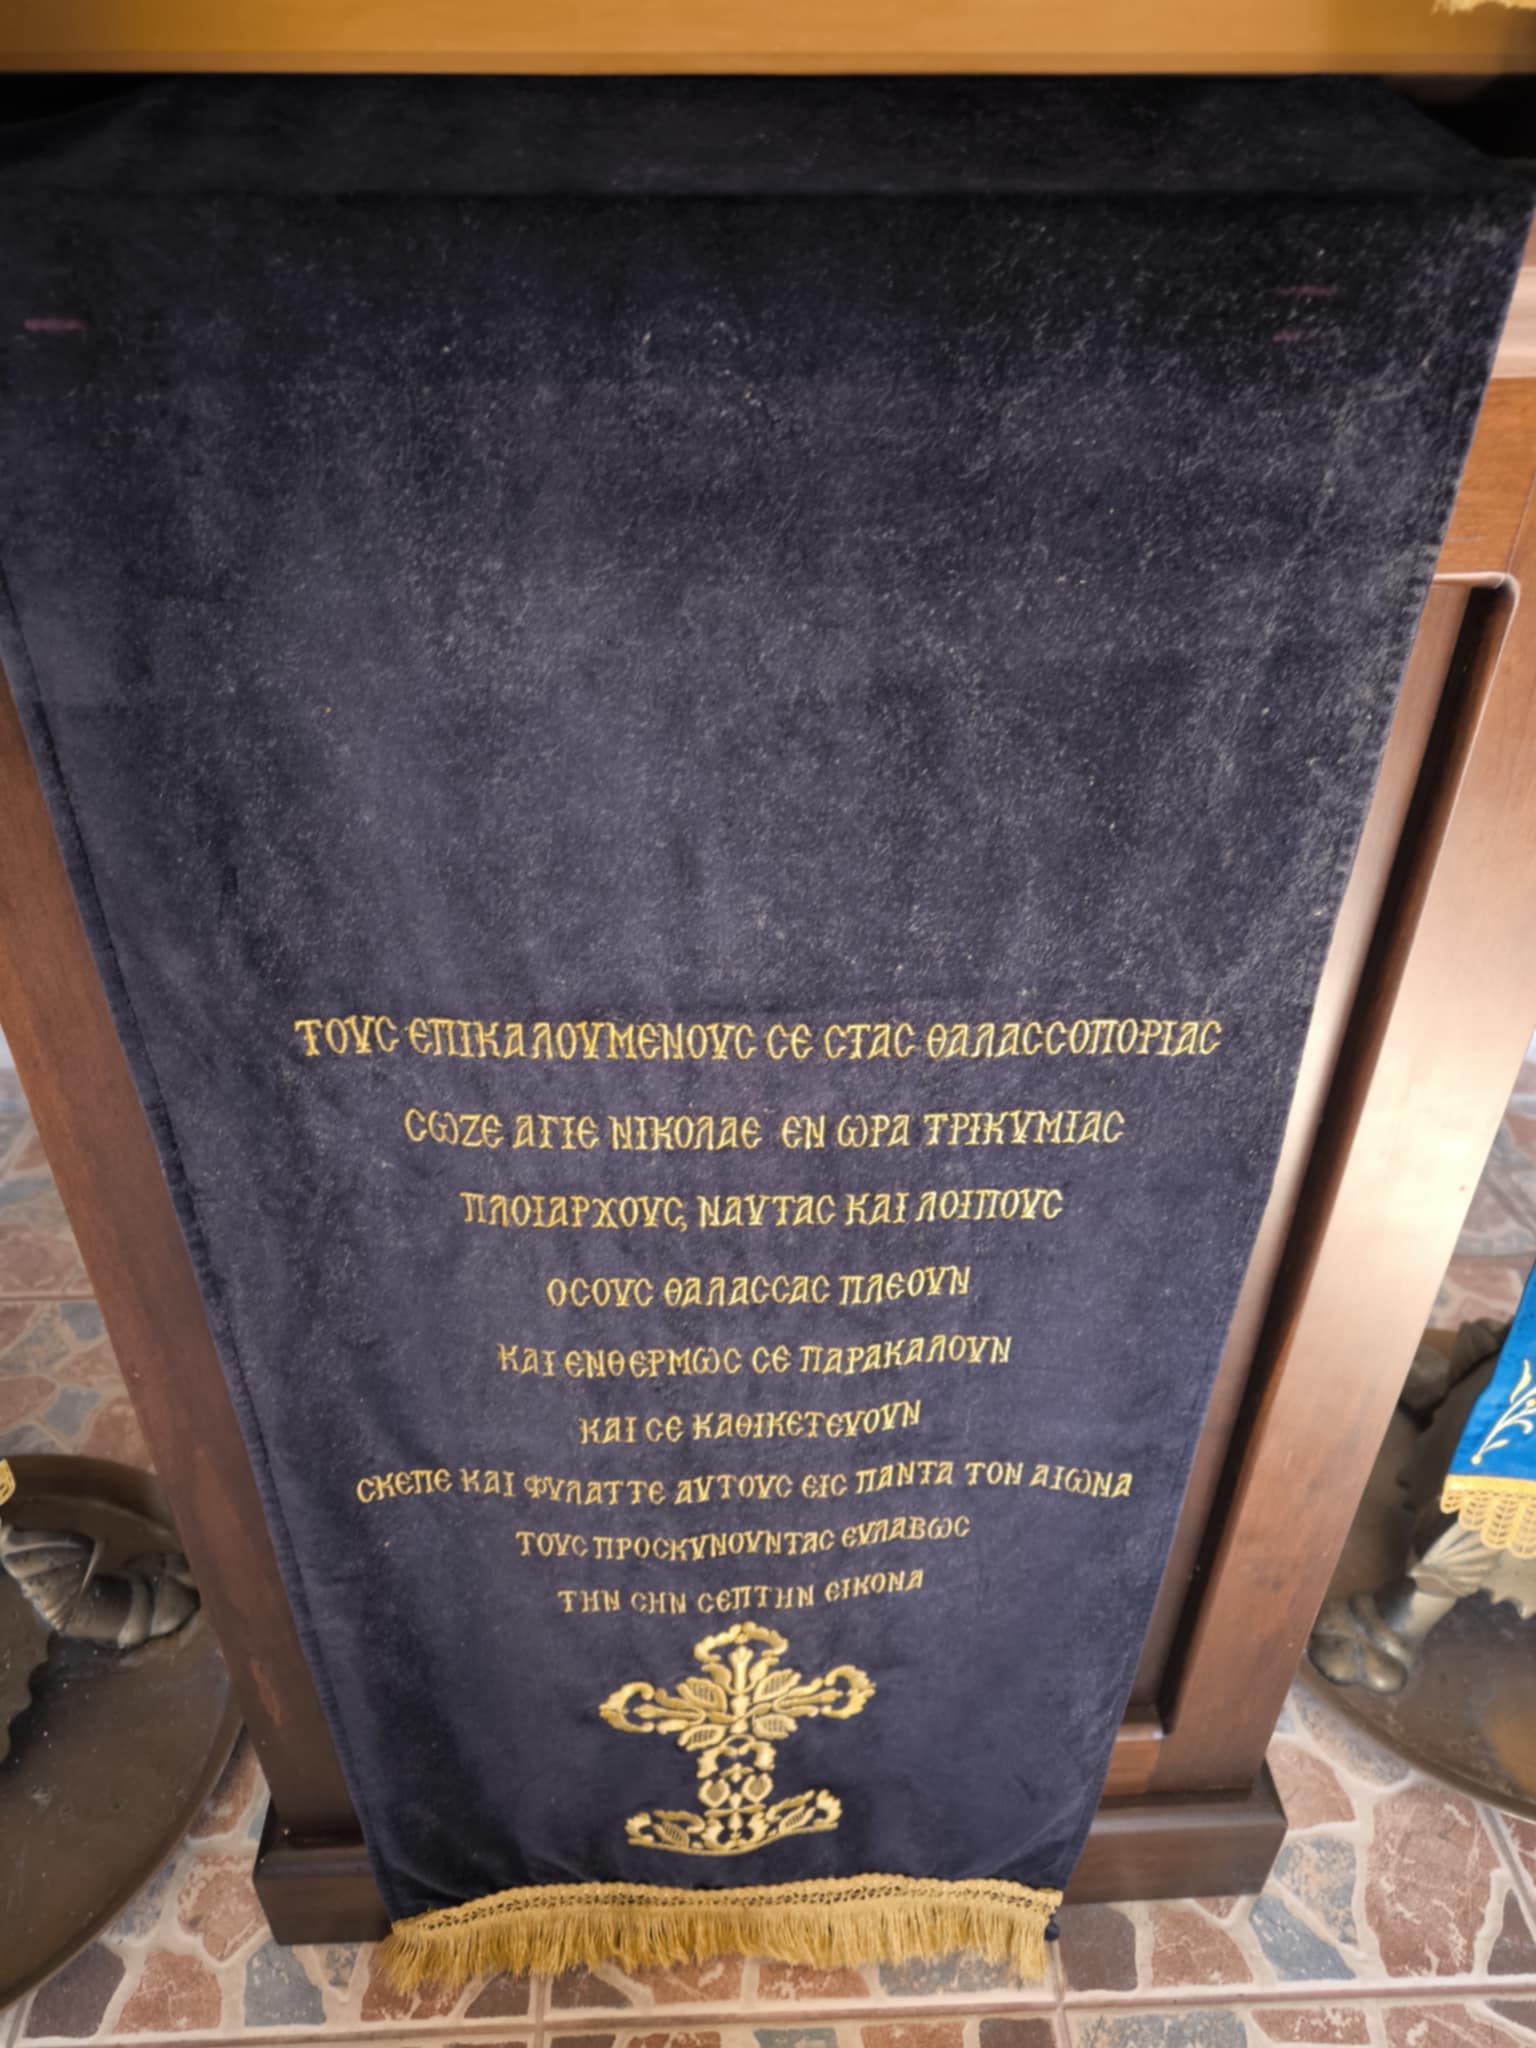 ΤΟΥΣ ΕΠΙΚΑΛΟΥΜΕΝΟΥΣ ΣΕ ΣΤΑΣ ΘΑΛΑΣΣΟΠΟΡΙΑΣ
ΣΩΖΕ ΑΓΙΕ ΝΙΚΟΛΑΕ ΕΝ ΩΡΑ ΤΡΙΚΥΜΙΑΣ
ΠΛΟΙΑΡΧΟΥΣ, ΝΑΥΤΑΣ ΚΑΙ ΛΟΙΠΟΥΣ
ΟΣΟΥΣ ΘΑΛΑΣΣΑΣ ΠΛΕΟΥΝ
ΚΑΙ ΕΝΘΕΡΜΩΣ ΣΕ ΠΑΡΑΚΑΛΟΥΝ
ΚΑΙ ΣΕ ΚΑΘΙΚΕΤΕΥΟΥΝ
ΣΚΕΠΕ ΚΑΙ ΦΥΛΑΤΤΕ ΑΥΤΟΥΣ ΕΙΣ ΠΑΝΤΑ ΤΟΝ ΑΙΩΝΑ
ΤΟΥΣ ΠΡΟΣΚΥΝΟΥΝΤΑΣ ΕΥΛΑΒΩΣ
ΤΗΝ ΣΗΝ ΣΕΠΤΗΝ ΕΙΚΟΝΑ